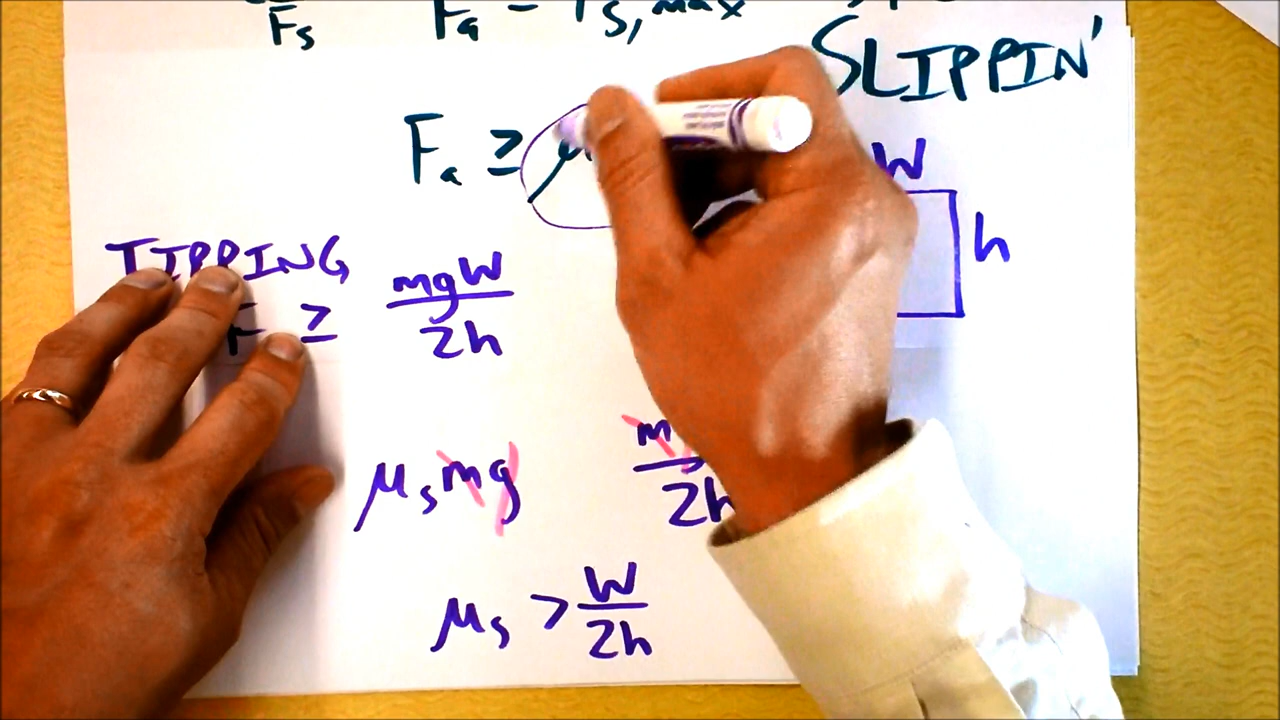 Fₛ
Fₐ = Fₛ,max
SLIPPIN'
Fₐ ≥ μ
W
h
TIPPING
F ≥ mgW/2h
μₛmg
m /2h
μₛ > W/2h